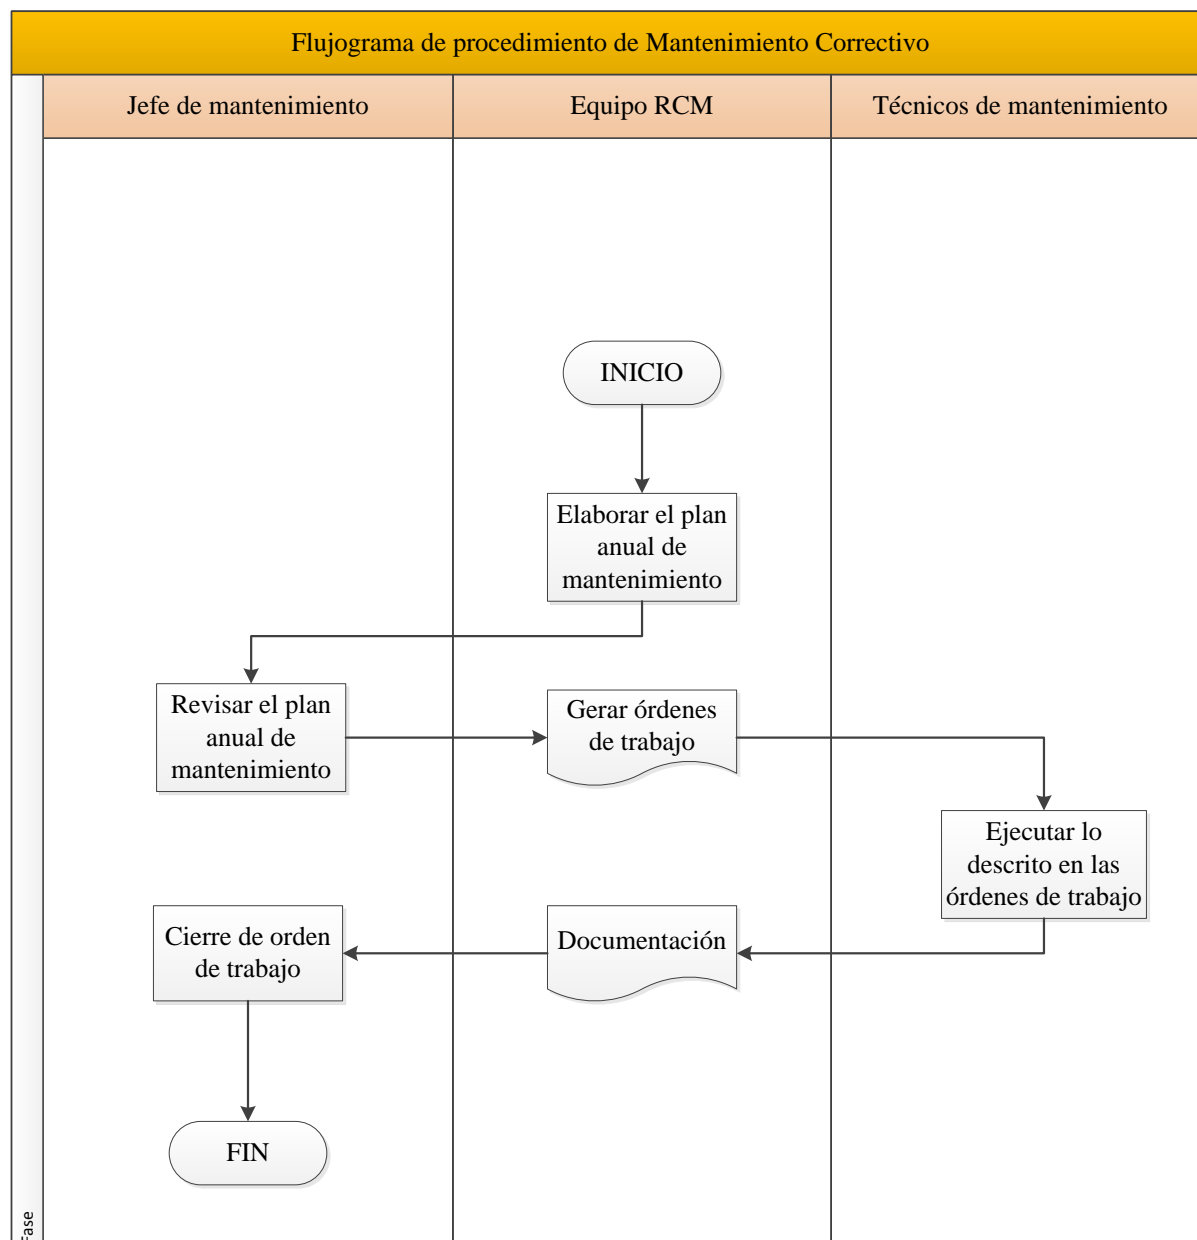 Flujograma de procedimiento de Mantenimiento Correctivo
Jefe de mantenimiento
Equipo RCM
Técnicos de mantenimiento
INICIO
Elaborar el plan
anual de
mantenimiento
Revisar el plan
anual de
mantenimiento
Gerar órdenes
de trabajo
Ejecutar lo
descrito en las
órdenes de trabajo
Documentación
Cierre de orden
de trabajo
FIN
Fase